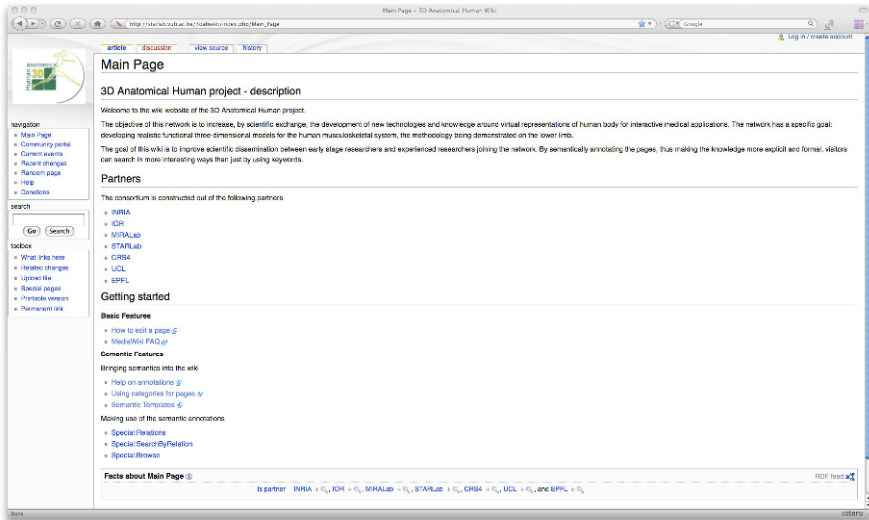 Main Page – 3D Anatomical Human Wiki
Google
Log in / create account
article discussion view source history
Anatomical
3D
Human
Main Page
3D Anatomical Human project - description
Welcome to the wiki website of the 3D Anatomical Human project.
The objective of this network is to increase, by scientific exchange, the development of new technologies and knowledge around virtual representations of human body for interactive medical applications. The network has a specific goal:
developing realistic functional three-dimensional models for the human musculoskeletal system, the methodology being demonstrated on the lower limb.
The goal of this wiki is to improve scientific dissemination between early stage researchers and experienced researchers joining the network. By semantically annotating the pages, thus making the knowledge more explicit and formal, visitors
can search in more interesting ways than just by using keywords.
navigation
Main Page
Community portal
Current events
Recent changes
Random page
Help
Donations
search
Go Search
toolbox
What links here
Related changes
Upload file
Special pages
Printable version
Permanent link
Partners
The consortium is constructed out of the following partners
INRIA
IOR
MIRALab
STARLab
CRS4
UCL
EPFL
Getting started
Basic Features
How to edit a page
MediaWiki FAQ
Semantic Features
Bringing semantics into the wiki
Help on annotations
Using categories for pages
Semantic Templates
Making use of the semantic annotations
Special:Relations
Special:SearchByRelation
Special:Browse
Facts about Main Page RDF feed
Is partner INRIA + , IOR + , MIRALab + , STARLab + , CRS4 + , UCL + , and EPFL +
Done zotero